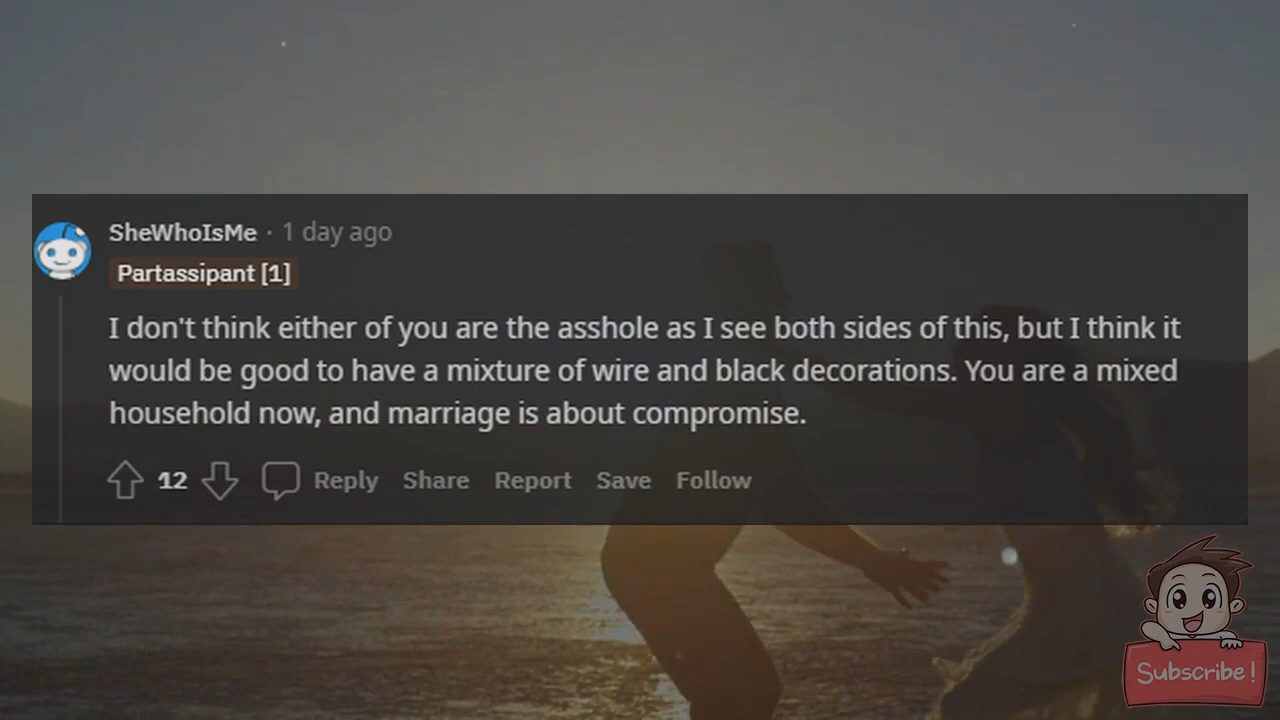 SheWhoIsMe · 1 day ago
Partassipant [1]
I don't think either of you are the asshole as I see both sides of this, but I think it
would be good to have a mixture of wire and black decorations. You are a mixed
household now, and marriage is about compromise.
12 Reply Share Report Save Follow
Subscribe!